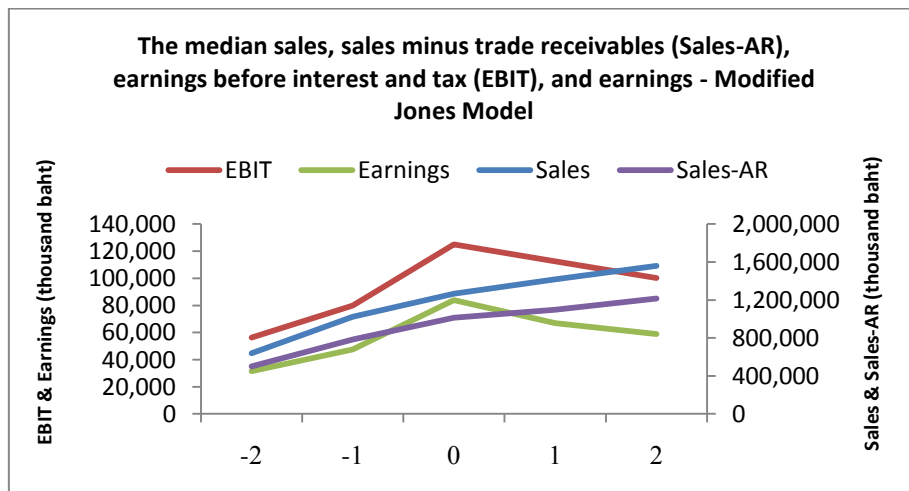 The median sales, sales minus trade receivables (Sales-AR),
earnings before interest and tax (EBIT), and earnings - Modified
Jones Model
EBIT Earnings Sales Sales-AR
EBIT & Earnings (thousand baht)
140,000
120,000
100,000
80,000
60,000
40,000
20,000
0
2,000,000
1,600,000
1,200,000
800,000
400,000
0
Sales & Sales-AR (thousand baht)
-2 -1 0 1 2